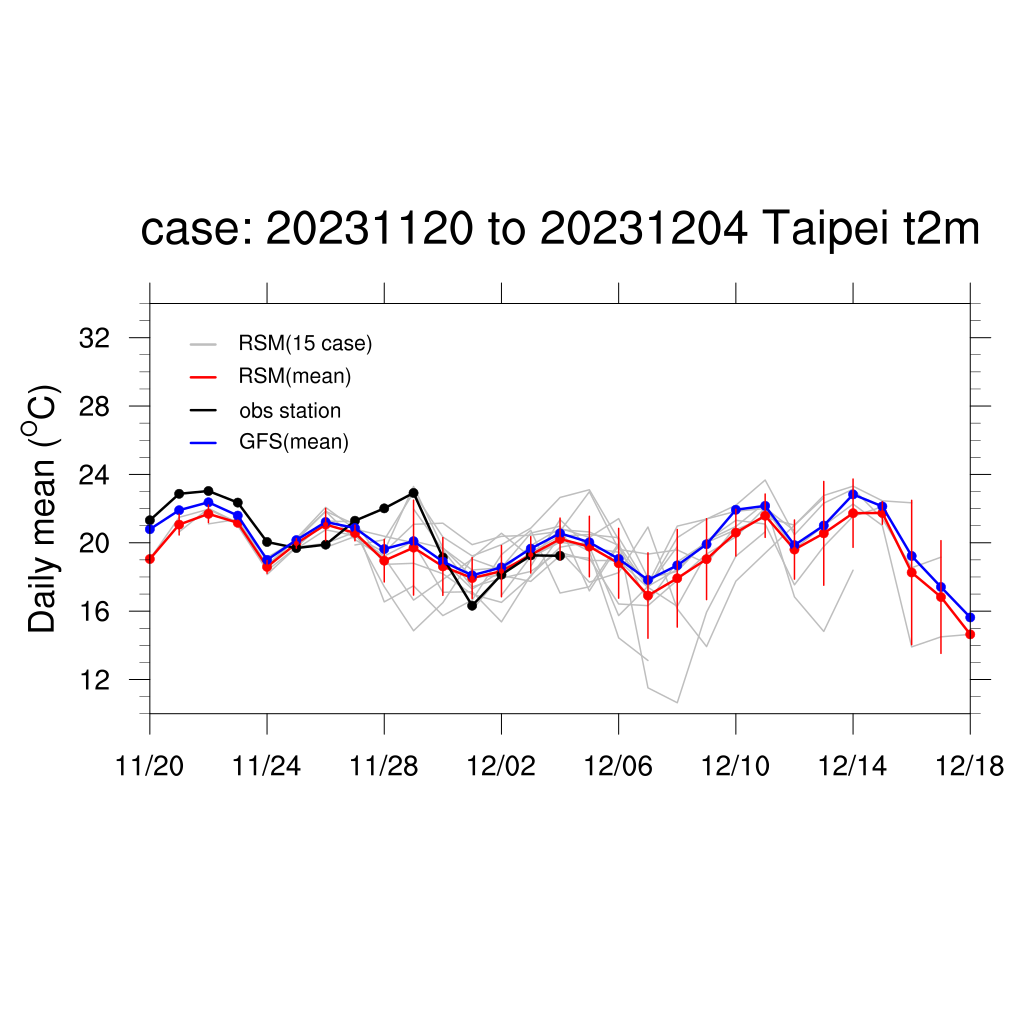 case: 20231120 to 20231204 Taipei t2m
Daily mean (°C)
32
28
24
20
16
12
RSM(15 case)
RSM(mean)
obs station
GFS(mean)
11/20 11/24 11/28 12/02 12/06 12/10 12/14 12/18